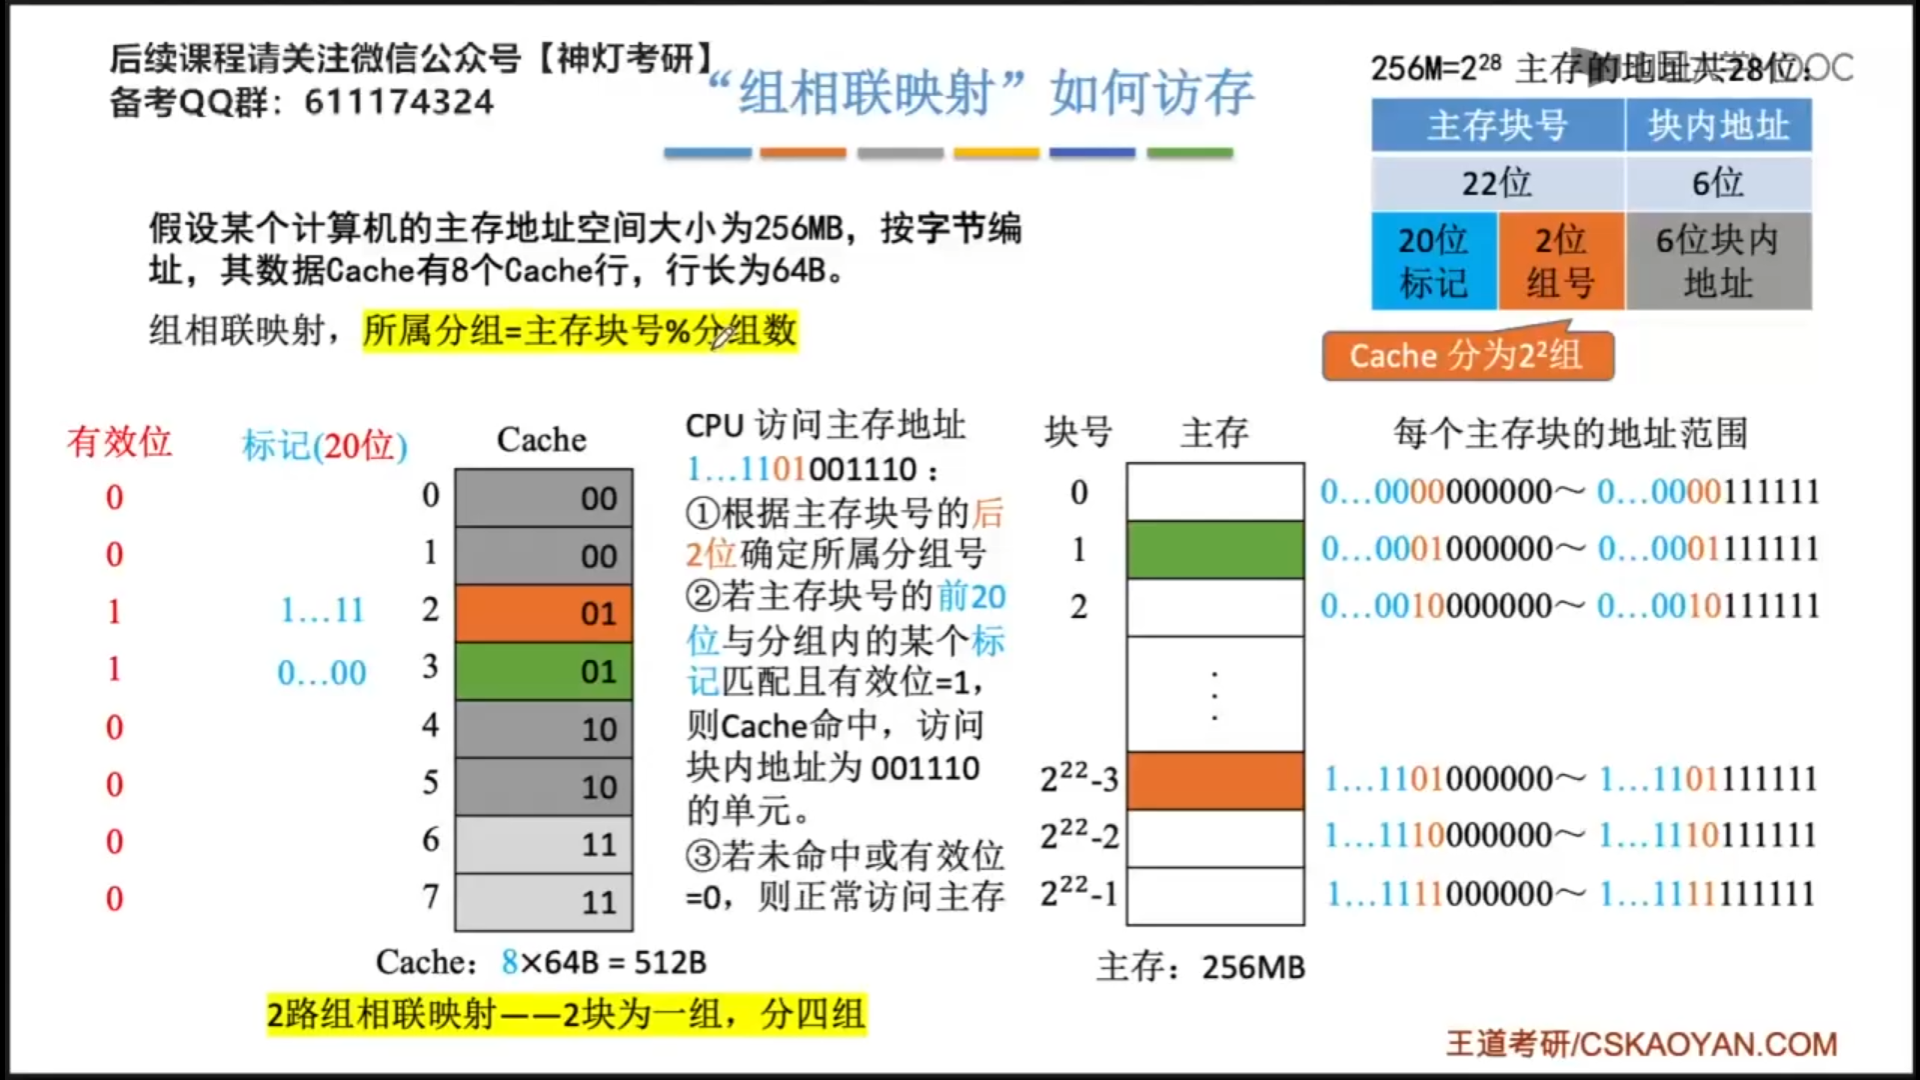 后续课程请关注微信公众号【神灯考研】
备考QQ群：611174324
“组相联映射”如何访存
256M=2²⁸ 主存的地址共28位：
主存块号 块内地址
22位 6位
20位标记 2位组号 6位块内地址
Cache 分为2²组
假设某个计算机的主存地址空间大小为256MB，按字节编
址，其数据Cache有8个Cache行，行长为64B。
组相联映射，所属分组=主存块号%分组数
有效位 标记(20位) Cache
0 0 00
0 1 00
1 1…11 2 01
1 0…00 3 01
0 4 10
0 5 10
0 6 11
0 7 11
Cache：8×64B = 512B
2路组相联映射——2块为一组，分四组
CPU 访问主存地址
1…1101001110：
①根据主存块号的后
2位确定所属分组号
②若主存块号的前20
位与分组内的某个标
记匹配且有效位=1，
则Cache命中，访问
块内地址为 001110
的单元。
③若未命中或有效位
=0，则正常访问主存
块号 主存 每个主存块的地址范围
0 0…0000000000～ 0…0000111111
1 0…0001000000～ 0…0001111111
2 0…0010000000～ 0…0010111111
⋮
2²²-3 1…1101000000～ 1…1101111111
2²²-2 1…1110000000～ 1…1110111111
2²²-1 1…1111000000～ 1…1111111111
主存：256MB
王道考研/CSKAOYAN.COM